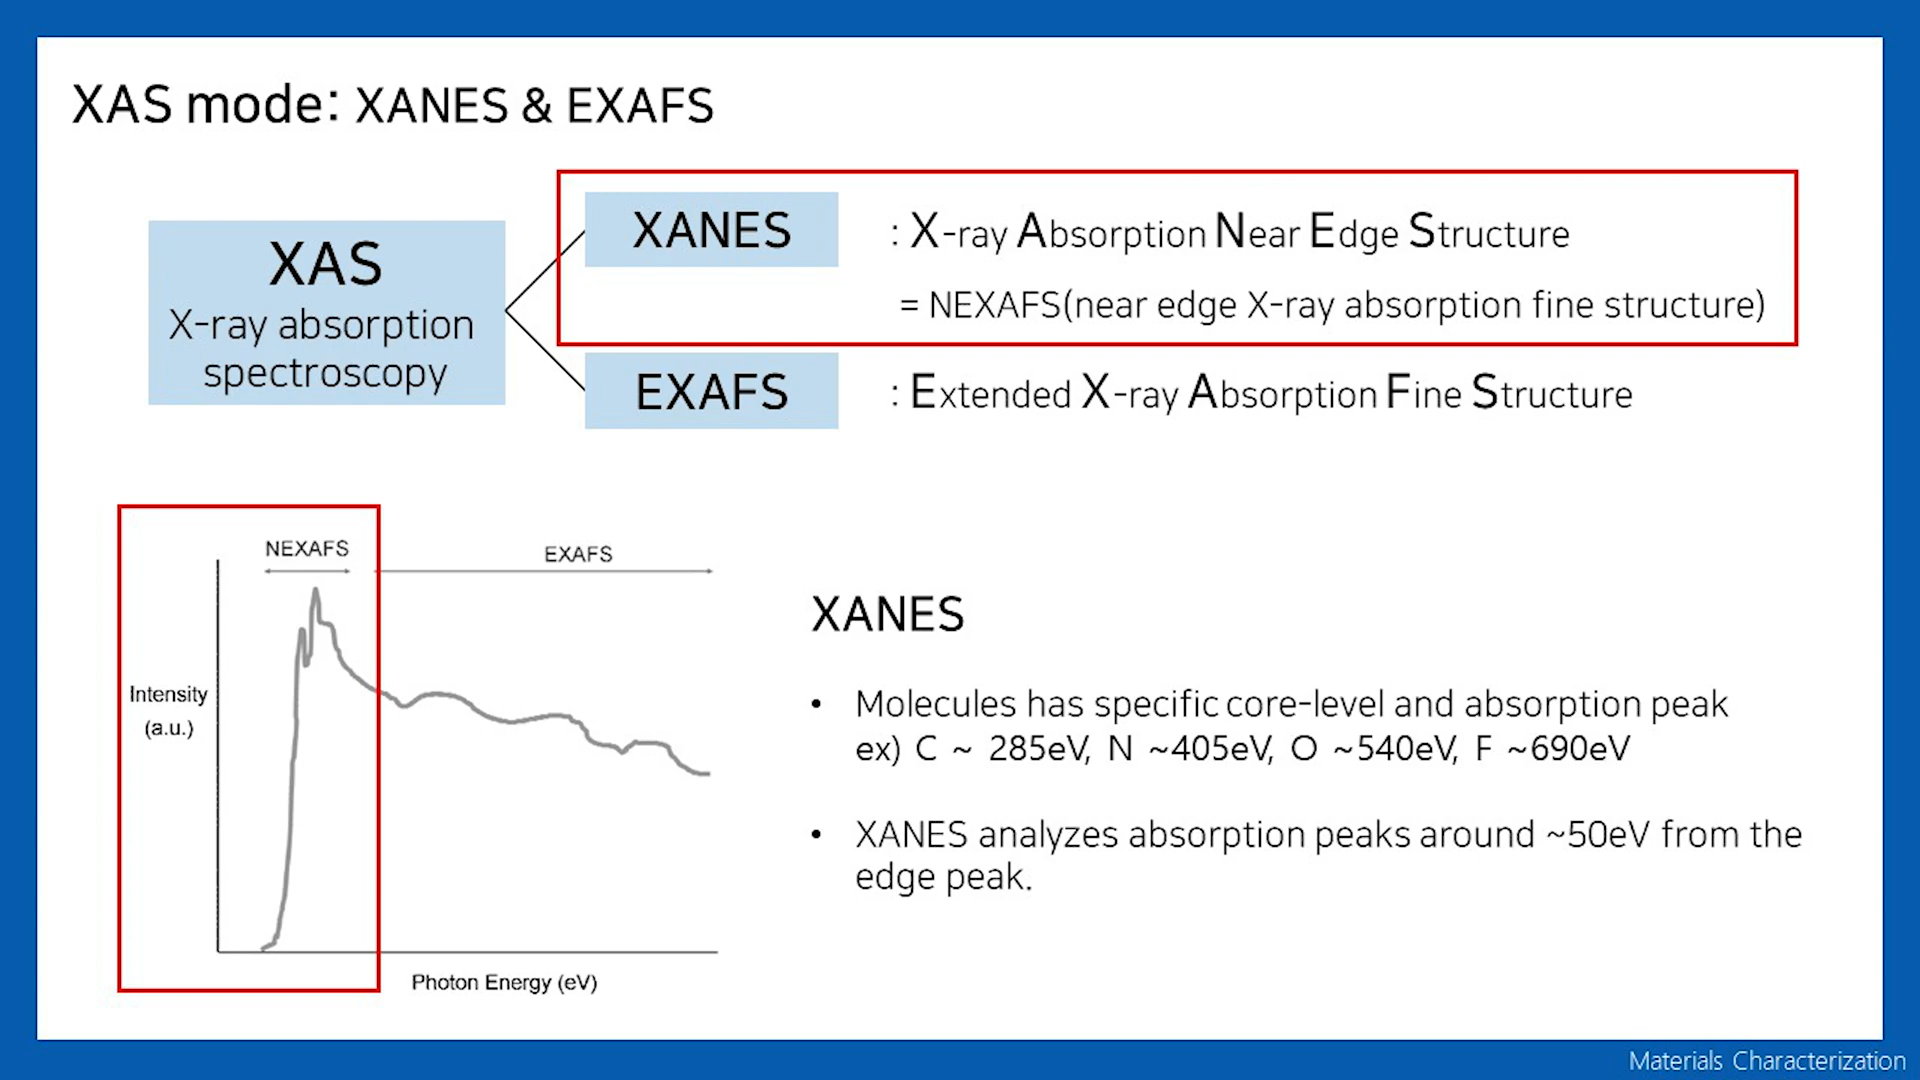 XAS mode: XANES & EXAFS
XAS
X-ray absorption
spectroscopy
XANES
: X-ray Absorption Near Edge Structure
= NEXAFS(near edge X-ray absorption fine structure)
EXAFS
: Extended X-ray Absorption Fine Structure
NEXAFS
EXAFS
Intensity
(a.u.)
Photon Energy (eV)
XANES
• Molecules has specific core-level and absorption peak
ex) C ~ 285eV, N ~405eV, O ~540eV, F ~690eV
• XANES analyzes absorption peaks around ~50eV from the
edge peak.
Materials Characterization